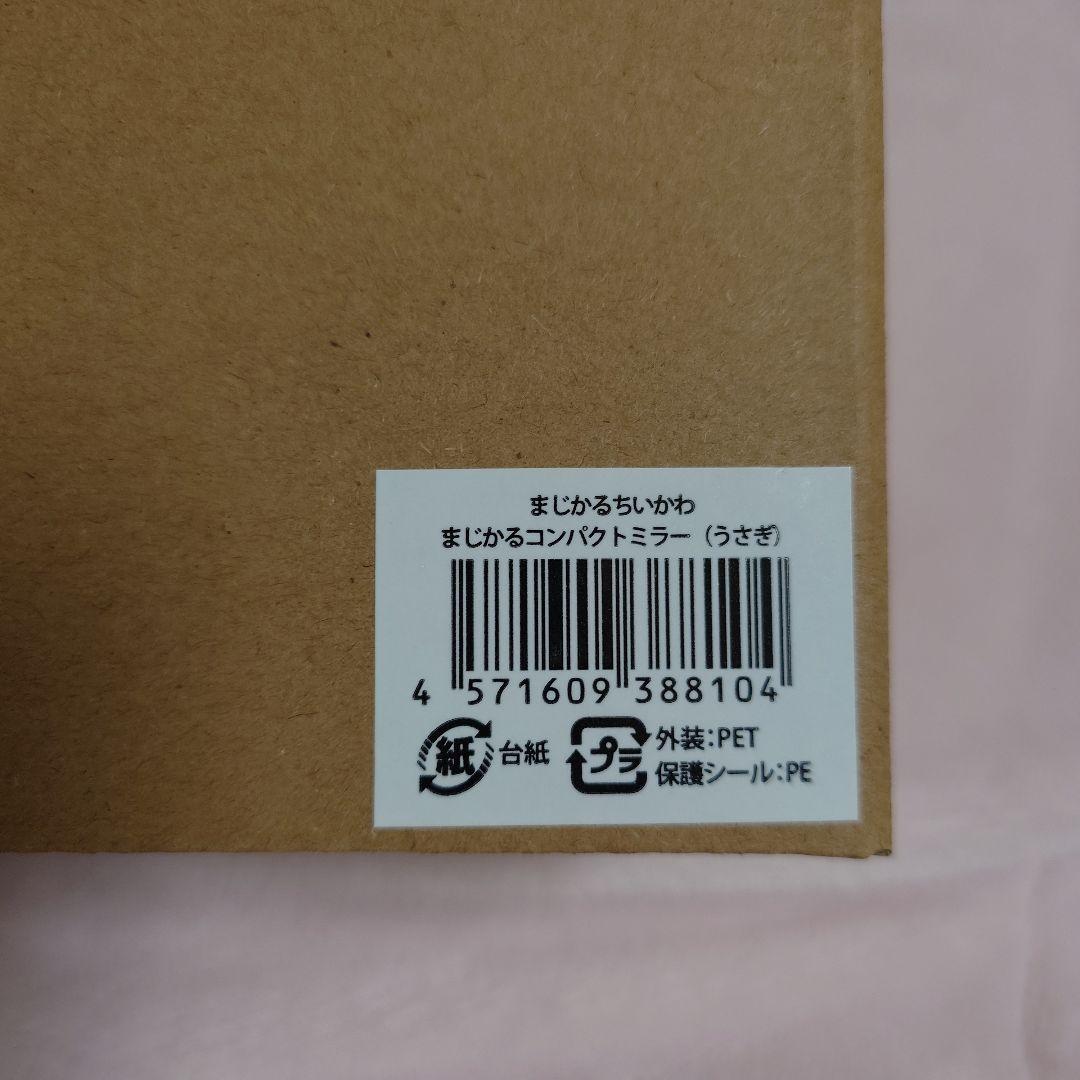 まじかるちいかわ
まじかるコンパクトミラー（うさぎ）
4 571609 388104
紙 台紙
プラ 外装：PET
保護シール：PE